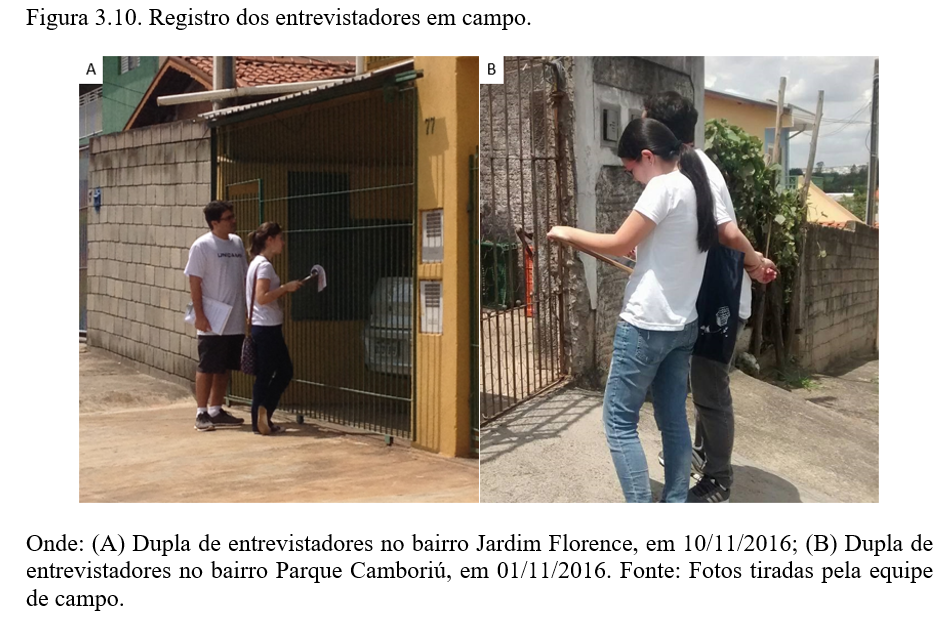 Figura 3.10. Registro dos entrevistadores em campo.
A
B
77
Onde: (A) Dupla de entrevistadores no bairro Jardim Florence, em 10/11/2016; (B) Dupla de
entrevistadores no bairro Parque Camboriú, em 01/11/2016. Fonte: Fotos tiradas pela equipe
de campo.